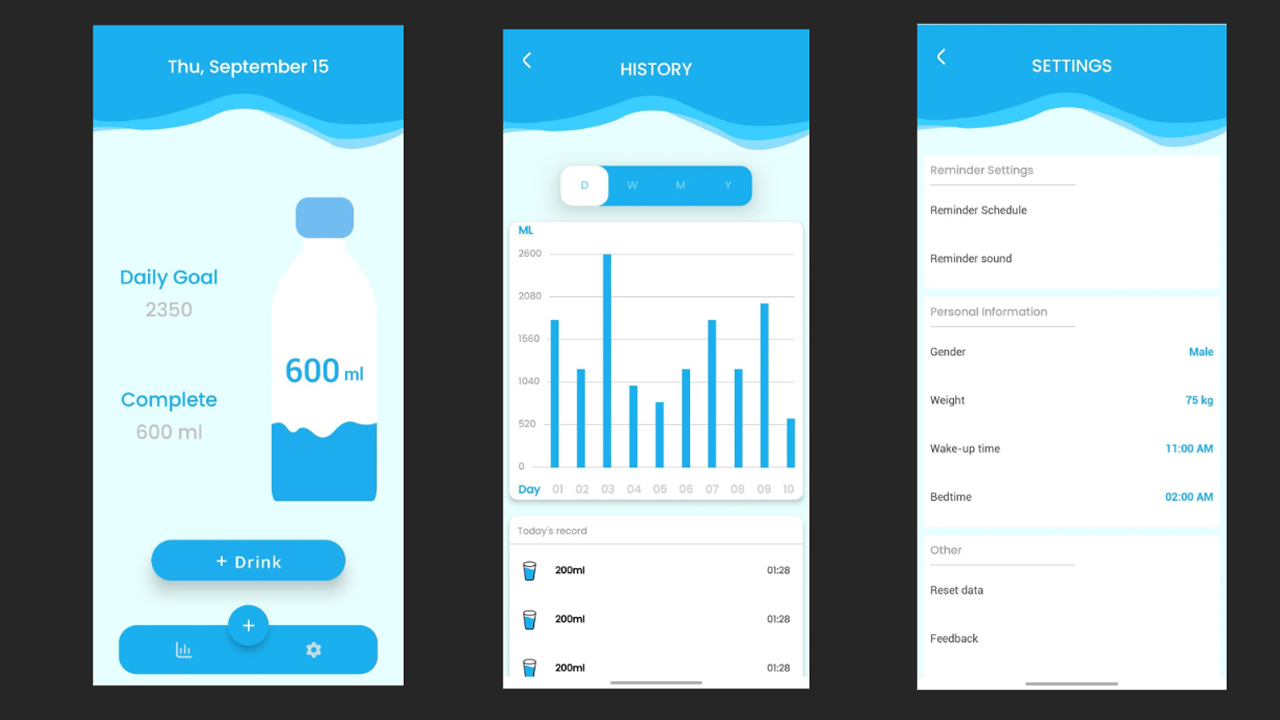 Thu, September 15
Daily Goal
2350
600 ml
Complete
600 ml
+ Drink
+
HISTORY
D W M Y
ML
2600
2080
1560
1040
520
0
Day 01 02 03 04 05 06 07 08 09 10
Today's record
200ml 01:28
200ml 01:28
200ml 01:28
SETTINGS
Reminder Settings
Reminder Schedule
Reminder sound
Personal Information
Gender Male
Weight 75 kg
Wake-up time 11:00 AM
Bedtime 02:00 AM
Other
Reset data
Feedback